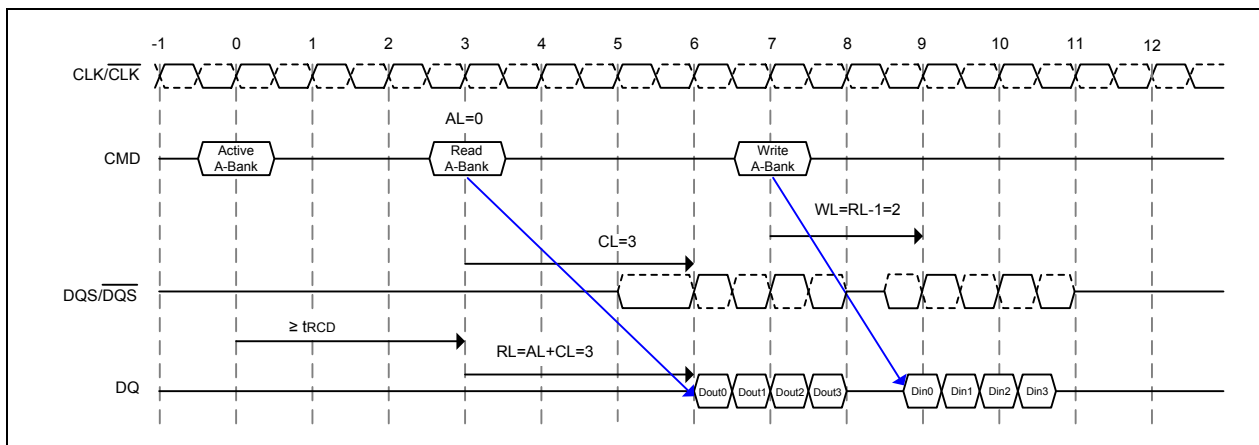 -1 0 1 2 3 4 5 6 7 8 9 10 11 12
CLK/CLK
AL=0
CMD
Active
A-Bank
Read
A-Bank
Write
A-Bank
WL=RL-1=2
CL=3
DQS/DQS
≥ tRCD
RL=AL+CL=3
DQ
Dout0 Dout1 Dout2 Dout3 Din0 Din1 Din2 Din3